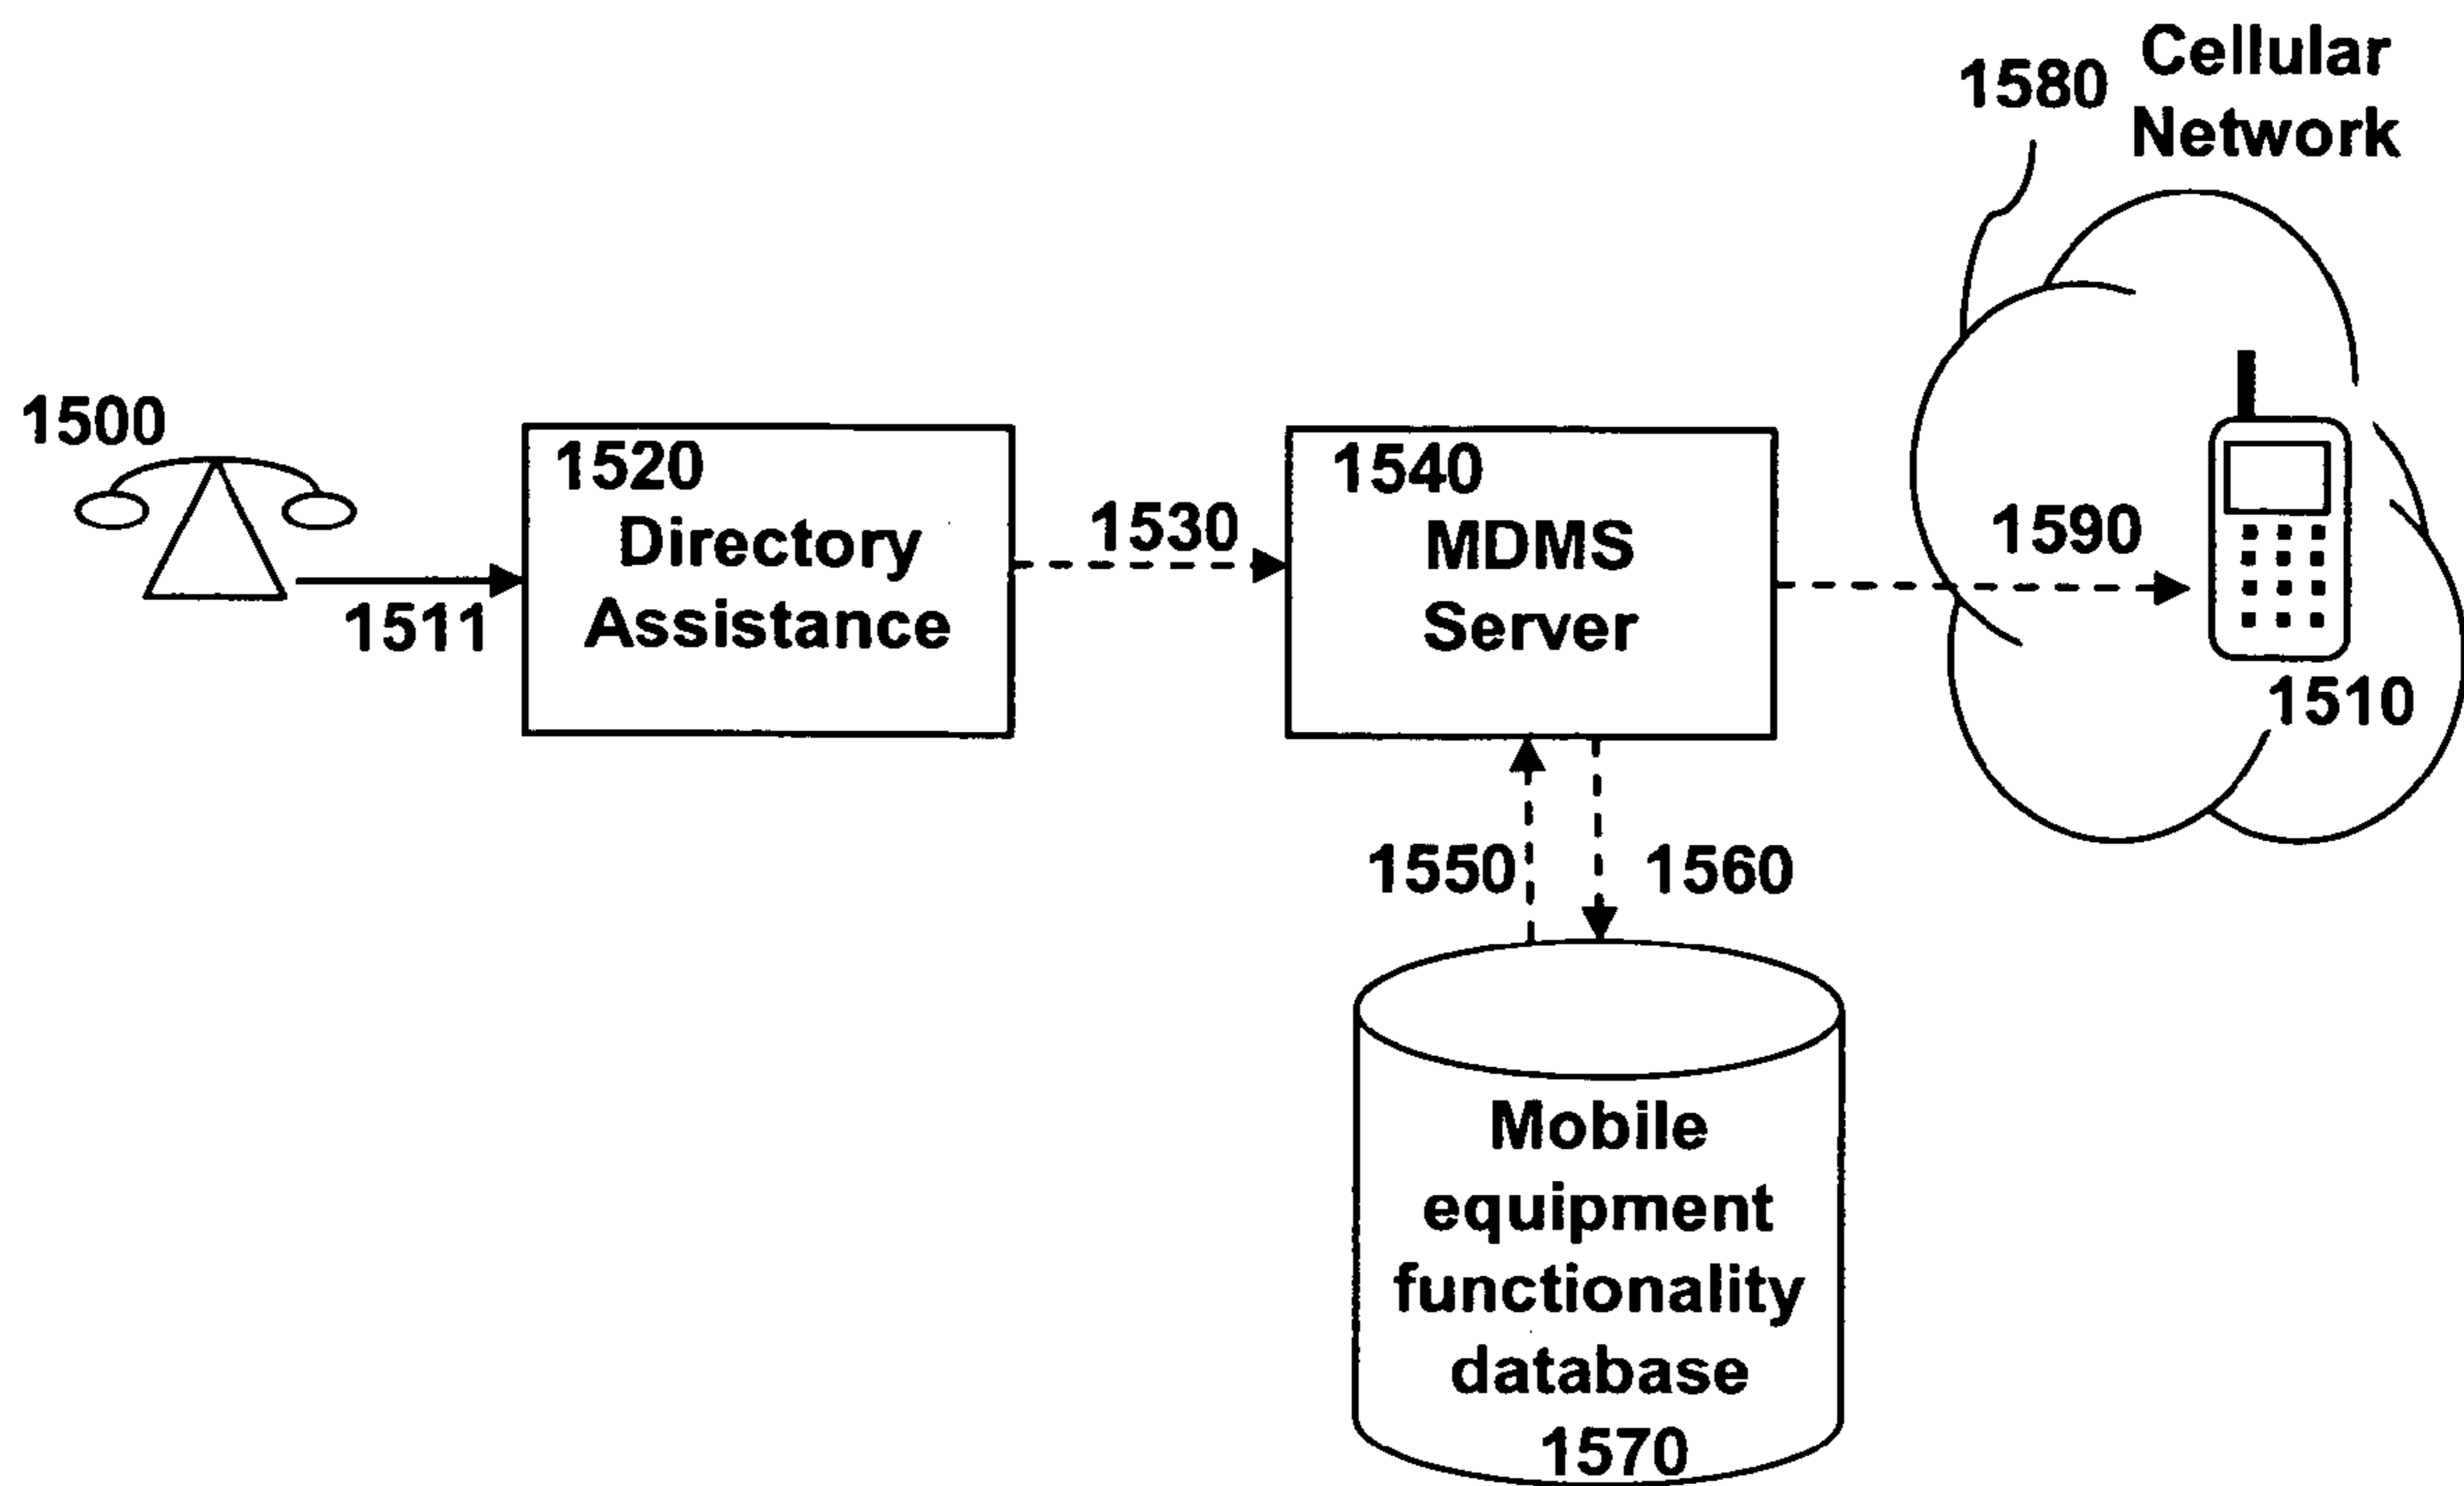 1580
Cellular
Network
1500
1511
1520
Directory
Assistance
1530
1540
MDMS
Server
1590
1510
1550
1560
Mobile
equipment
functionality
database
1570